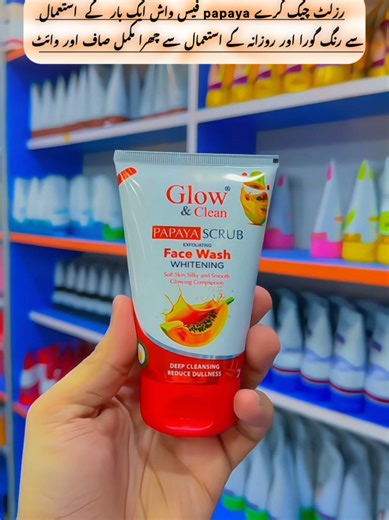 رزلٹ چیک کرے papaya فیس واش ایک بار کے استعمال
سے رنگ گورا اور روزانہ کے استعمال سے چھرا مکمل صاف اور وائٹ
Glow®
& Clean
PAPAYA SCRUB
EXFOLIATING
Face Wash
WHITENING
Soft Skin Silky and Smooth
Glowing Complexion
DEEP CLEANSING
REDUCE DULLNESS